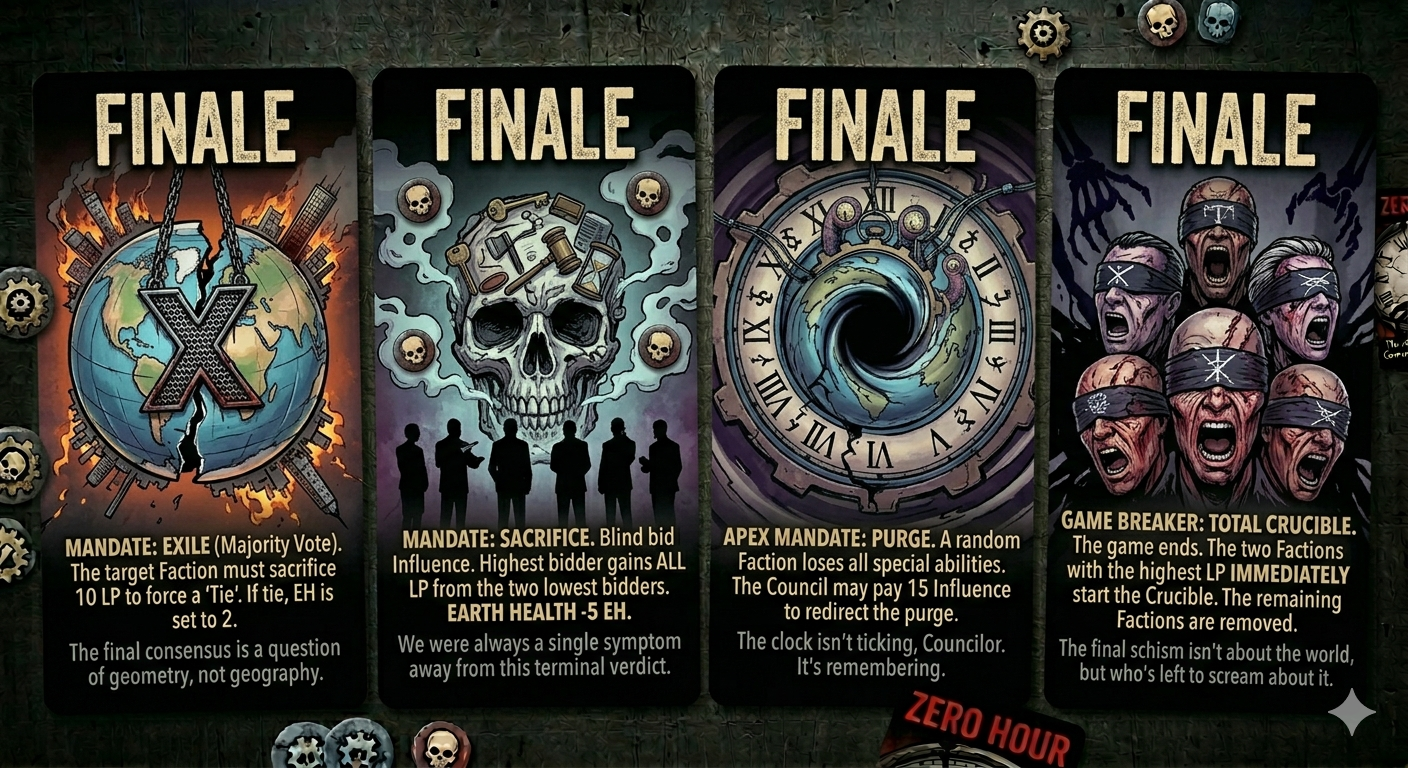 FINALE
MANDATE: EXILE (Majority Vote).
The target Faction must sacrifice
10 LP to force a ‘Tie’. If tie, EH is
set to 2.
The final consensus is a question
of geometry, not geography.
FINALE
MANDATE: SACRIFICE. Blind bid
Influence. Highest bidder gains ALL
LP from the two lowest bidders.
EARTH HEALTH -5 EH.
We were always a single symptom
away from this terminal verdict.
FINALE
XII
APEX MANDATE: PURGE. A random
Faction loses all special abilities.
The Council may pay 15 Influence
to redirect the purge.
The clock isn't ticking, Councilor.
It's remembering.
FINALE
GAME BREAKER: TOTAL CRUCIBLE.
The game ends. The two Factions
with the highest LP IMMEDIATELY
start the Crucible. The remaining
Factions are removed.
The final schism isn't about the world,
but who's left to scream about it.
ZERO HOUR